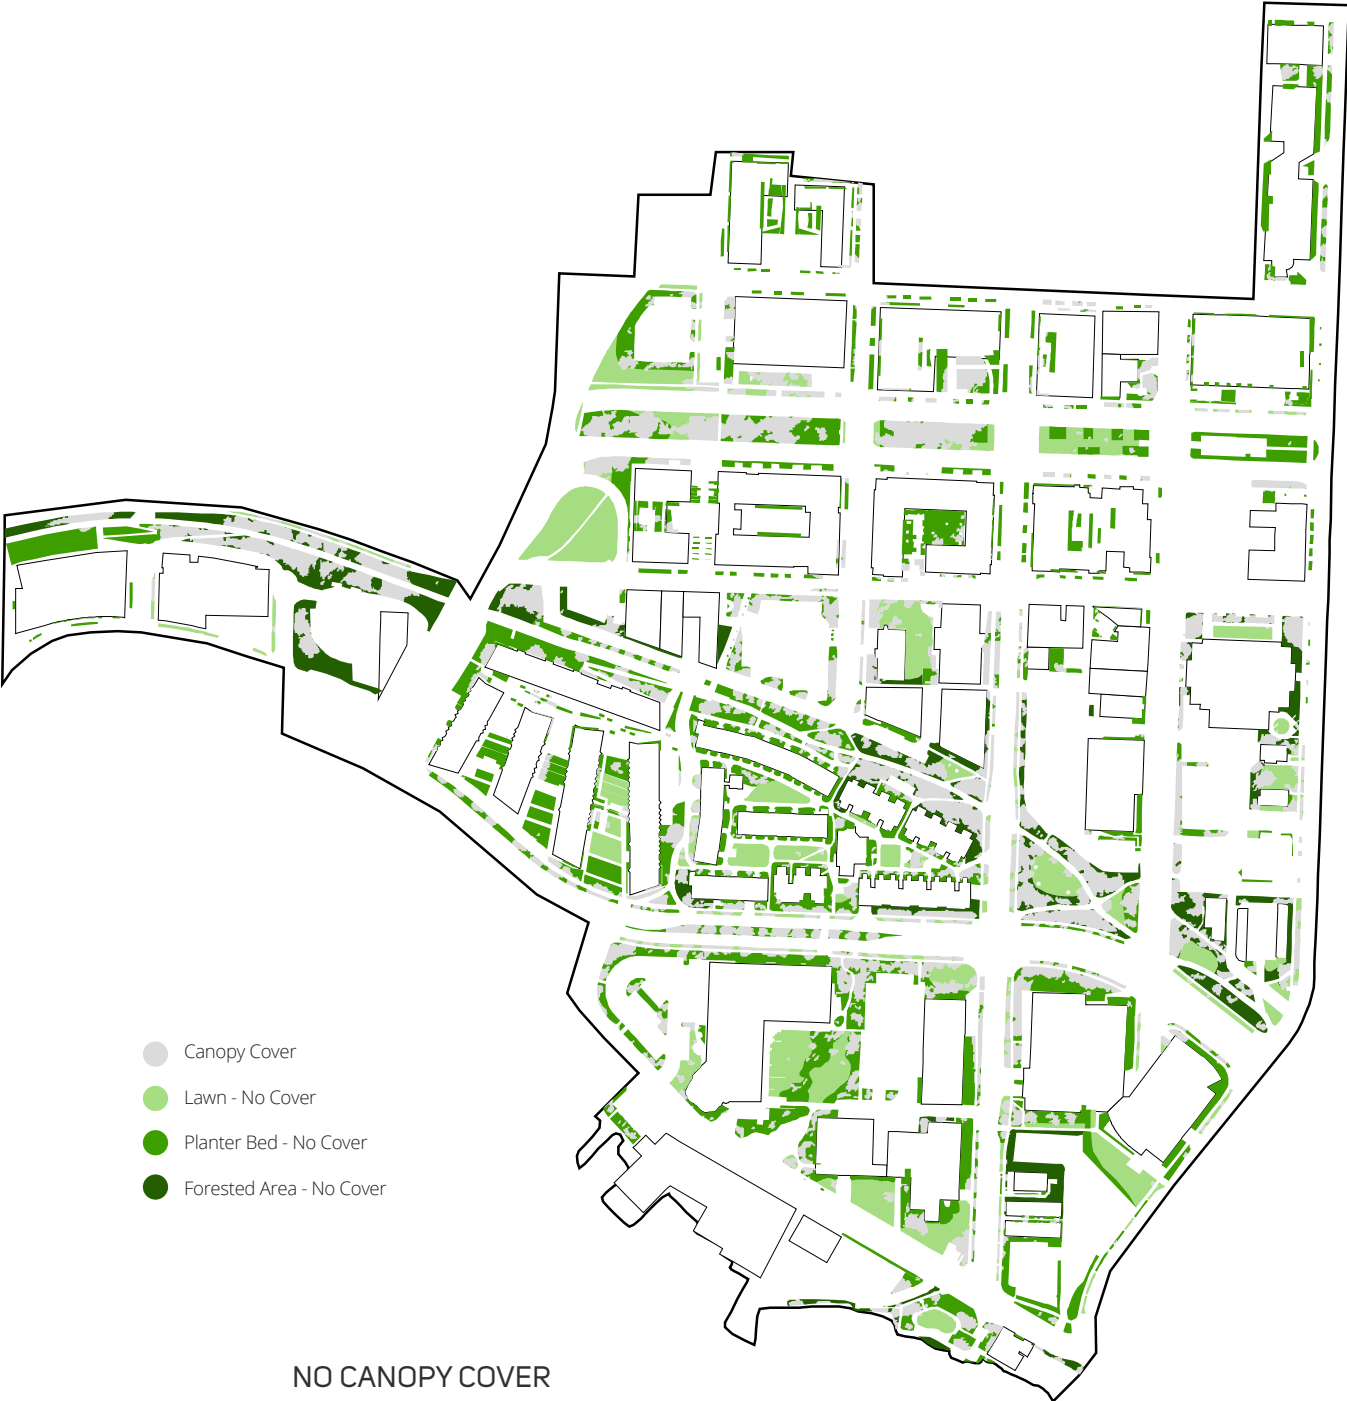 Canopy Cover
Lawn - No Cover
Planter Bed - No Cover
Forested Area - No Cover
NO CANOPY COVER